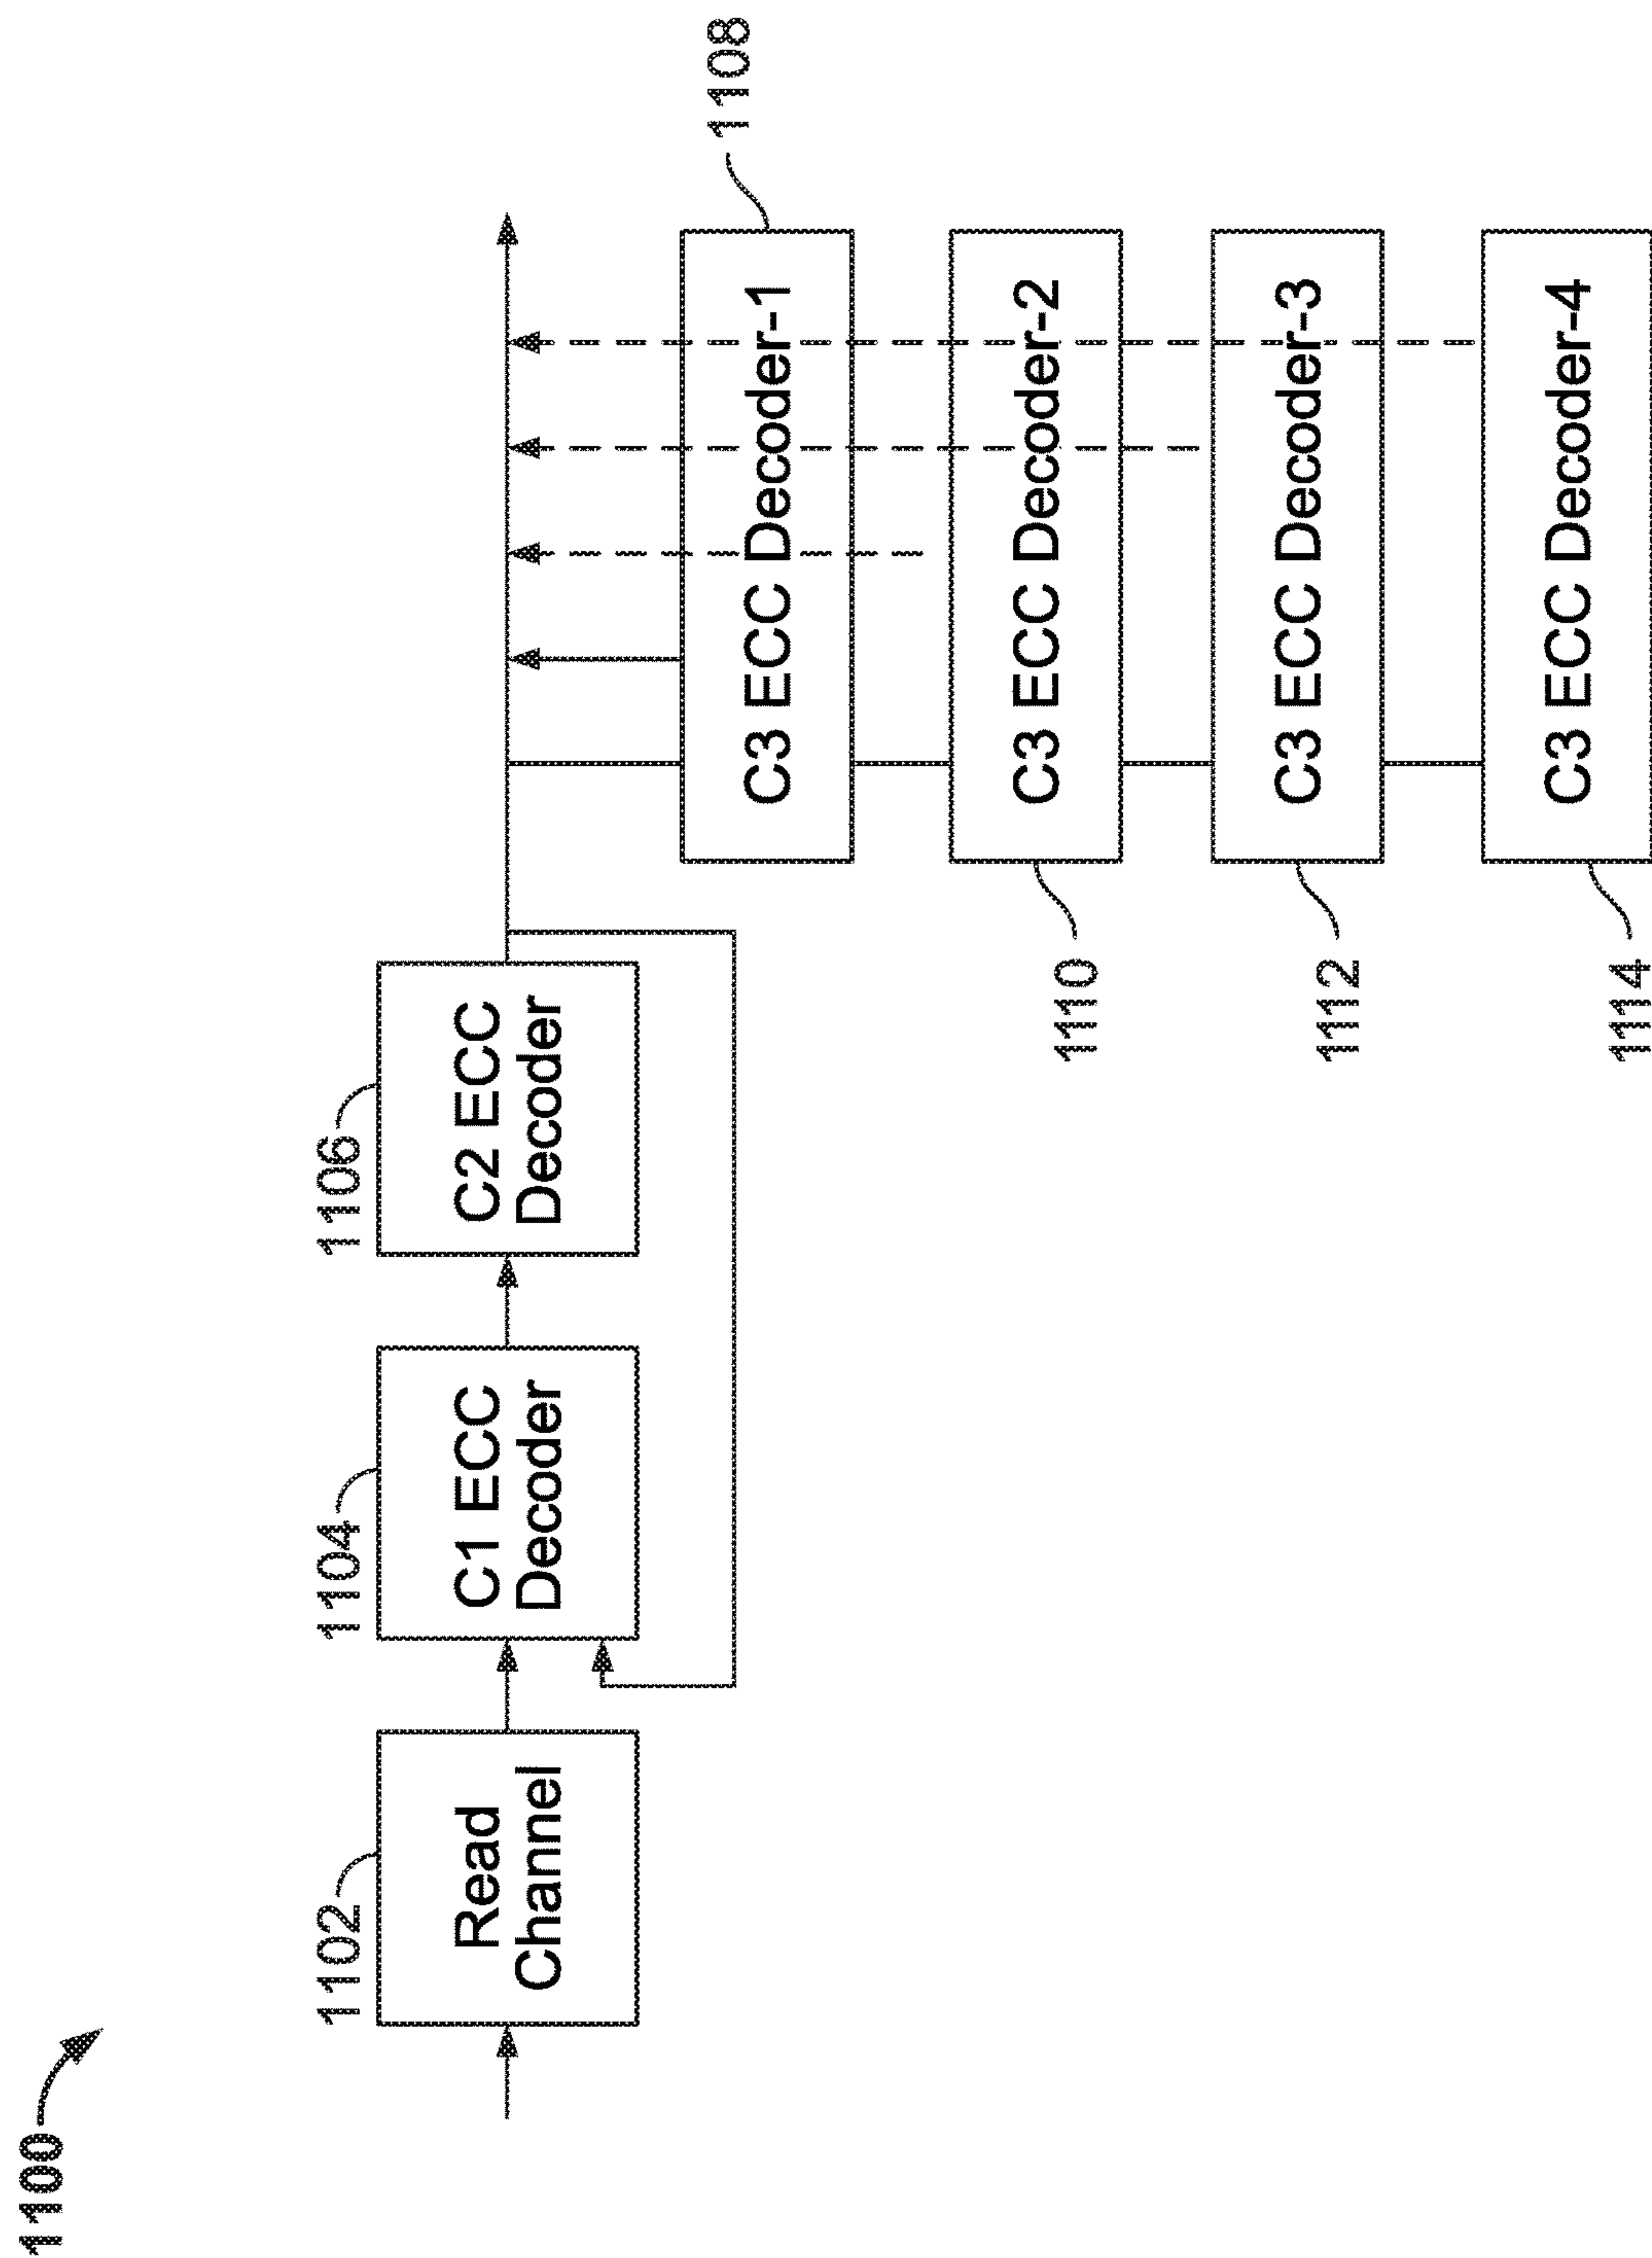 1100
1102
Read
Channel
1104
C1 ECC
Decoder
1106
C2 ECC
Decoder
1108
C3 ECC Decoder-1
1110
C3 ECC Decoder-2
1112
C3 ECC Decoder-3
1114
C3 ECC Decoder-4